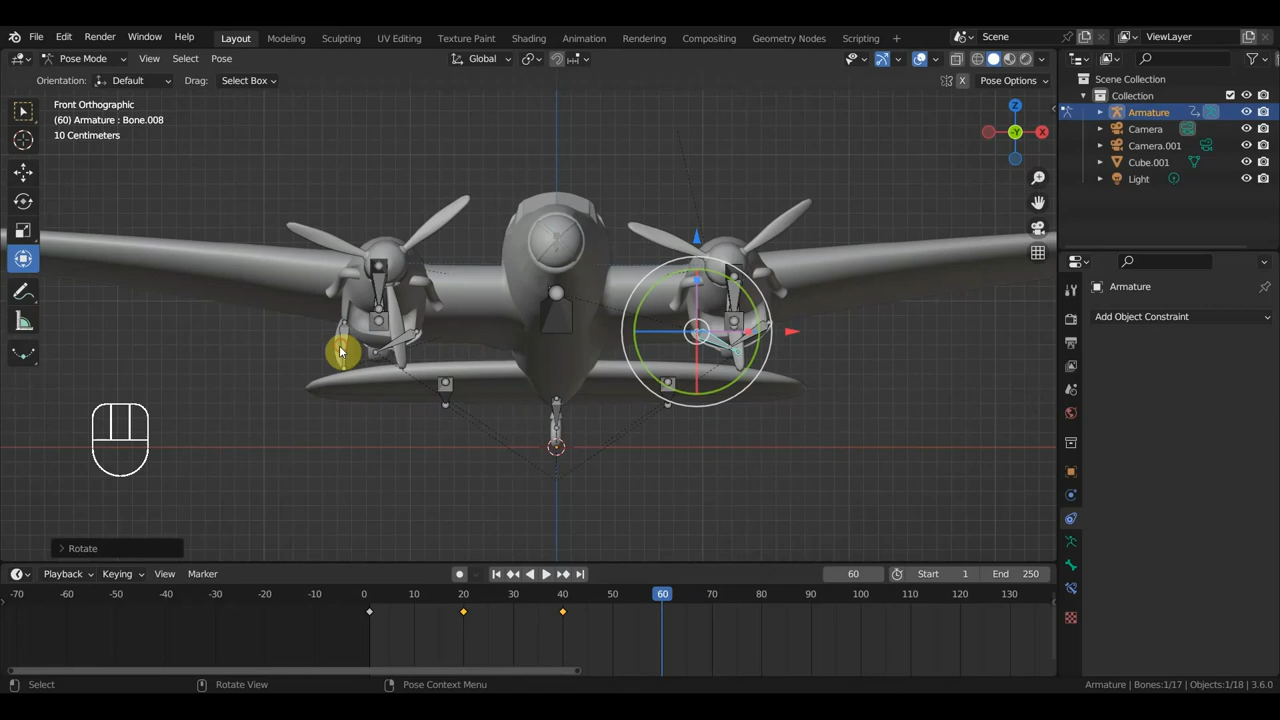 File Edit Render Window Help Layout Modeling Sculpting UV Editing Texture Paint Shading Animation Rendering Compositing Geometry Nodes Scripting + Scene ViewLayer
Pose Mode View Select Pose Global
Orientation: Default Drag: Select Box X Pose Options
Scene Collection
Collection
Armature
Camera
Camera.001
Cube.001
Light
Front Orthographic
(60) Armature : Bone.008
10 Centimeters
Z
X
-Y
Armature
Add Object Constraint
Rotate
Playback Keying View Marker 60 Start 1 End 250
-70 -60 -50 -40 -30 -20 -10 0 10 20 30 40 50 60 70 80 90 100 110 120 130
Select Rotate View Pose Context Menu Armature | Bones:1/17 | Objects:1/18 | 3.6.0